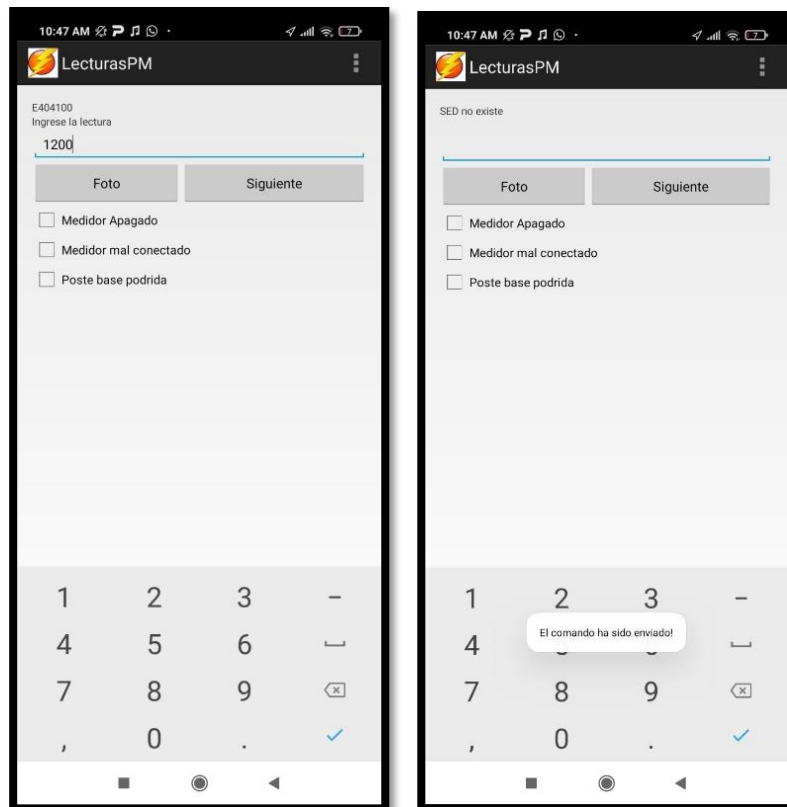 10:47 AM
7
LecturasPM
E404100
Ingrese la lectura
1200
Foto
Siguiente
Medidor Apagado
Medidor mal conectado
Poste base podrida
1 2 3 –
4 5 6
7 8 9
, 0 .
10:47 AM
7
LecturasPM
SED no existe
Foto
Siguiente
Medidor Apagado
Medidor mal conectado
Poste base podrida
1 2 3 –
4
El comando ha sido enviado!
7 8 9
, 0 .